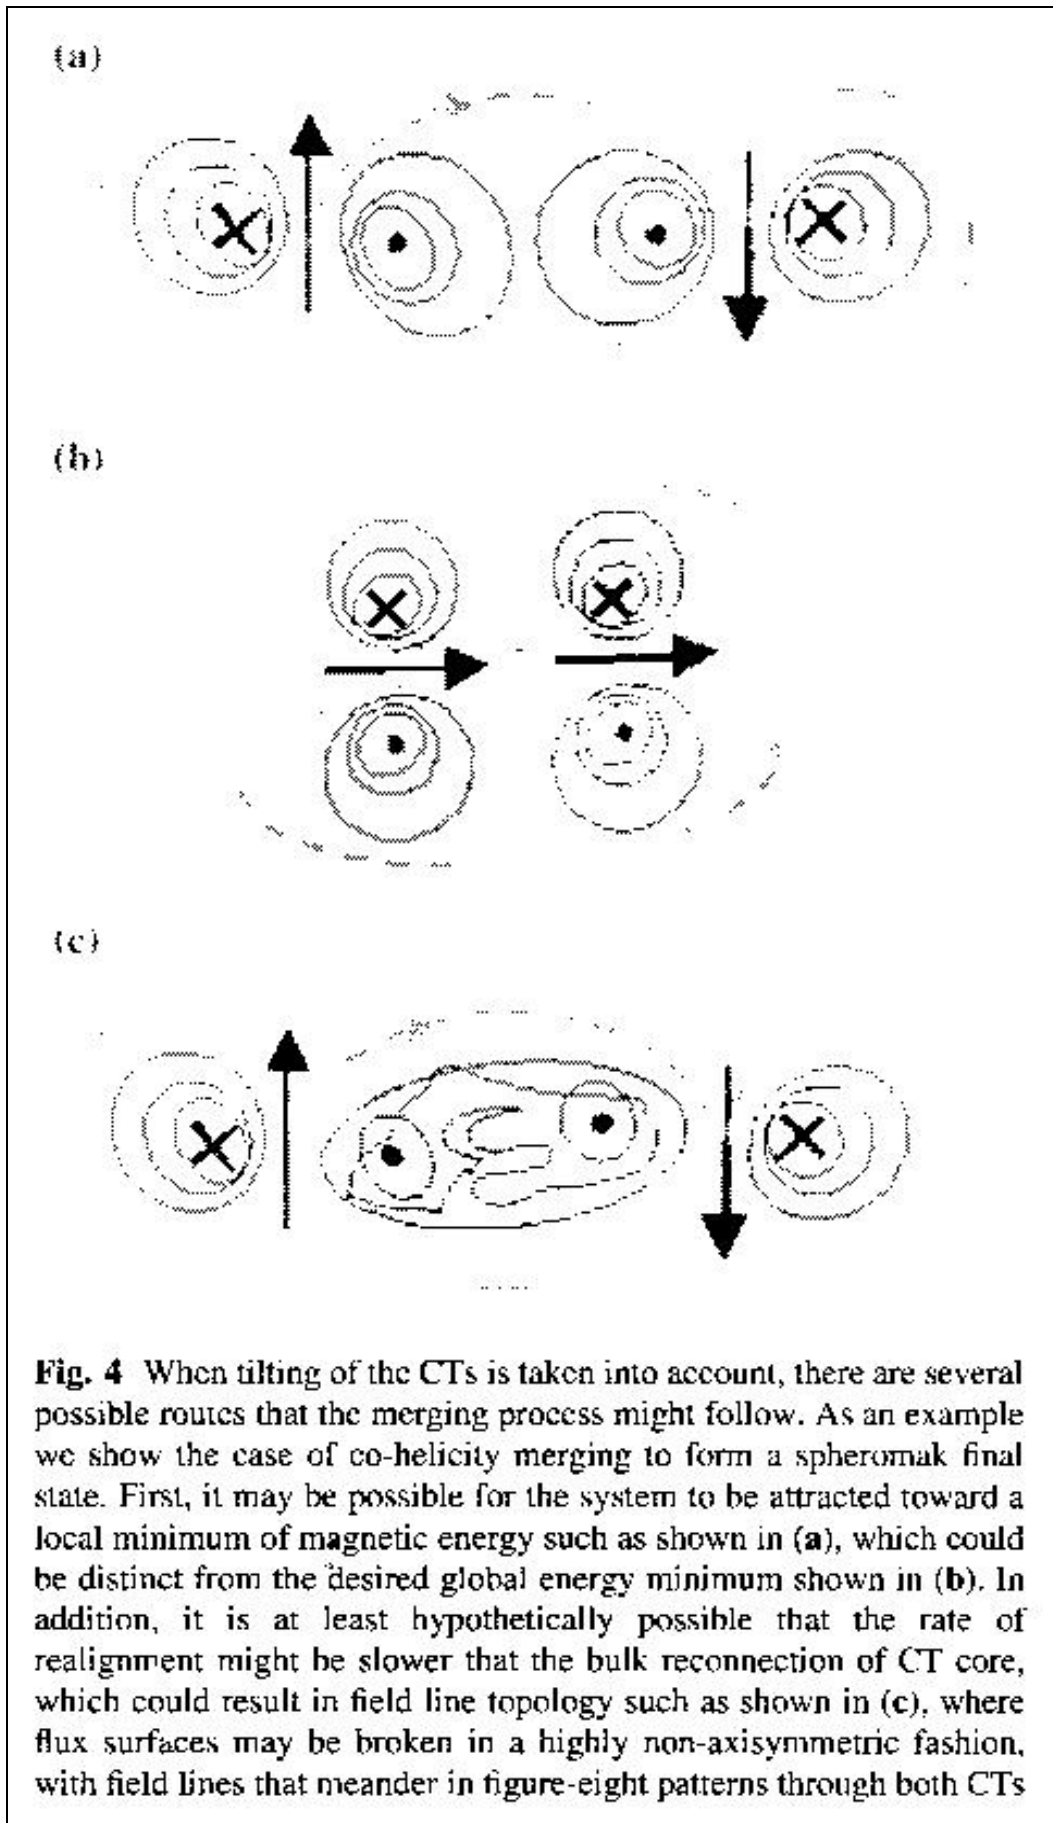 (a)
(b)
(c)
Fig. 4 When tilting of the CTs is taken into account, there are several
possible routes that the merging process might follow. As an example
we show the case of co-helicity merging to form a spheromak final
state. First, it may be possible for the system to be attracted toward a
local minimum of magnetic energy such as shown in (a), which could
be distinct from the desired global energy minimum shown in (b). In
addition, it is at least hypothetically possible that the rate of
realignment might be slower that the bulk reconnection of CT core,
which could result in field line topology such as shown in (c), where
flux surfaces may be broken in a highly non-axisymmetric fashion,
with field lines that meander in figure-eight patterns through both CTs